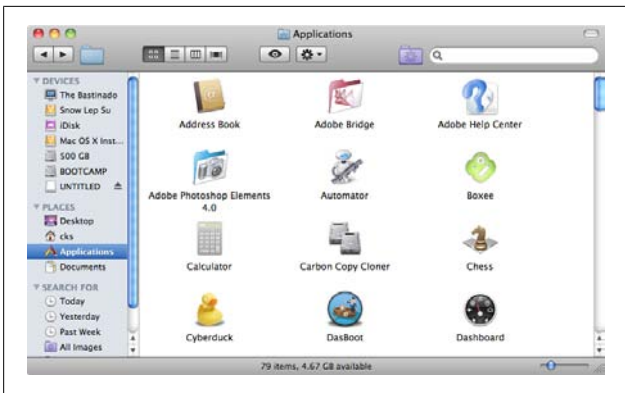 Applications
DEVICES
The Bastinado
Snow Lep Su
iDisk
Mac OS X Inst...
500 GB
BOOTCAMP
UNTITLED
PLACES
Desktop
cks
Applications
Documents
SEARCH FOR
Today
Yesterday
Past Week
All Images
Address Book
Adobe Bridge
Adobe Help Center
Adobe Photoshop Elements
4.0
Automator
Boxee
Calculator
Carbon Copy Cloner
Chess
Cyberduck
DasBoot
Dashboard
79 items, 4.67 GB available